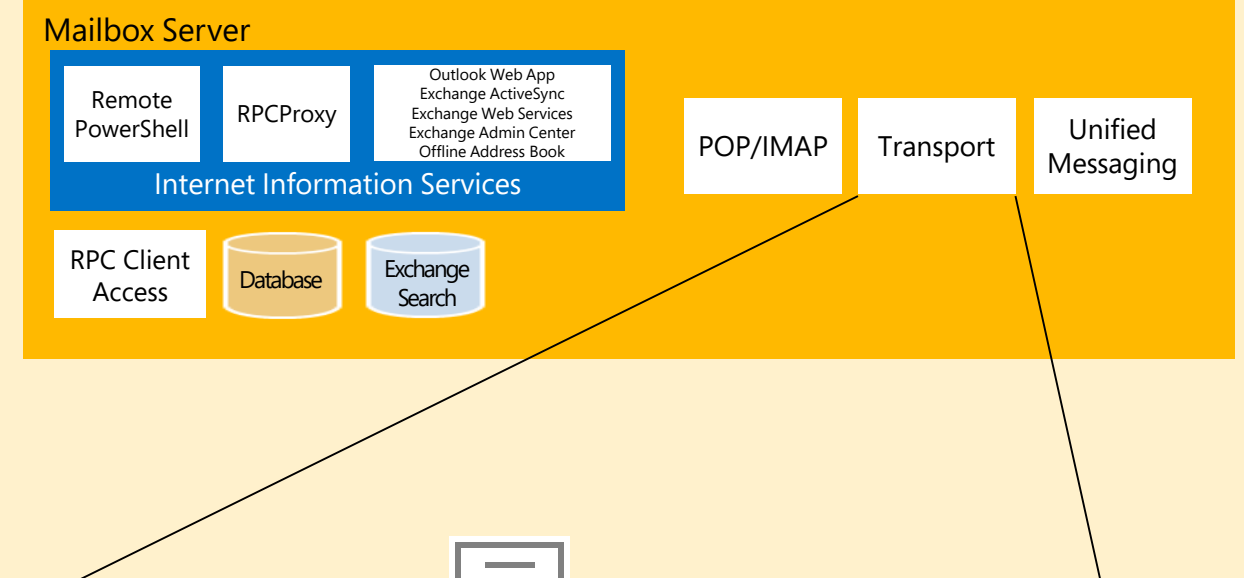 Mailbox Server
Remote
PowerShell
RPCProxy
Outlook Web App
Exchange ActiveSync
Exchange Web Services
Exchange Admin Center
Offline Address Book
Internet Information Services
POP/IMAP
Transport
Unified
Messaging
RPC Client
Access
Database
Exchange
Search